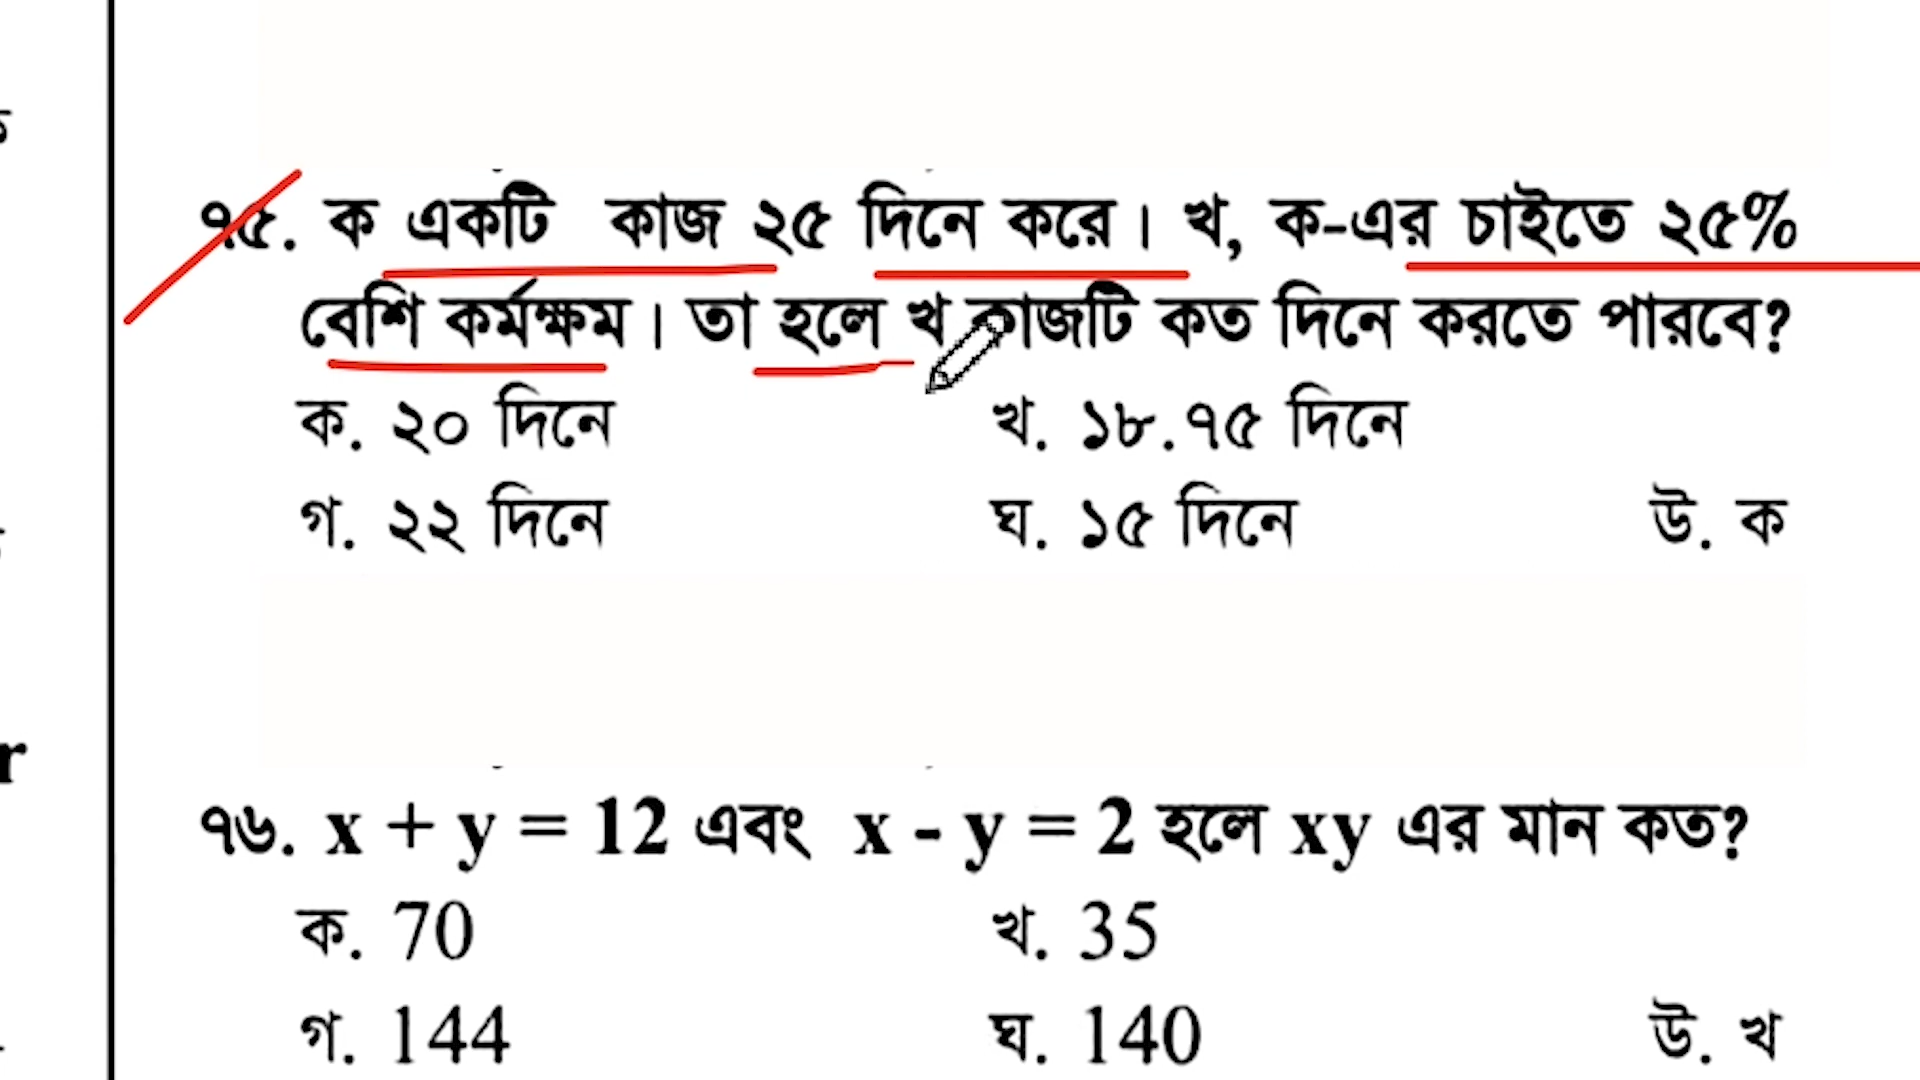 ৭৫. ক একটি কাজ ২৫ দিনে করে। খ, ক-এর চাইতে ২৫%
বেশি কর্মক্ষম। তা হলে খ কাজটি কত দিনে করতে পারবে?
ক. ২০ দিনে খ. ১৮.৭৫ দিনে
গ. ২২ দিনে ঘ. ১৫ দিনে উ. ক
৭৬. x + y = 12 এবং x - y = 2 হলে xy এর মান কত?
ক. 70 খ. 35
গ. 144 ঘ. 140 উ. খ
r